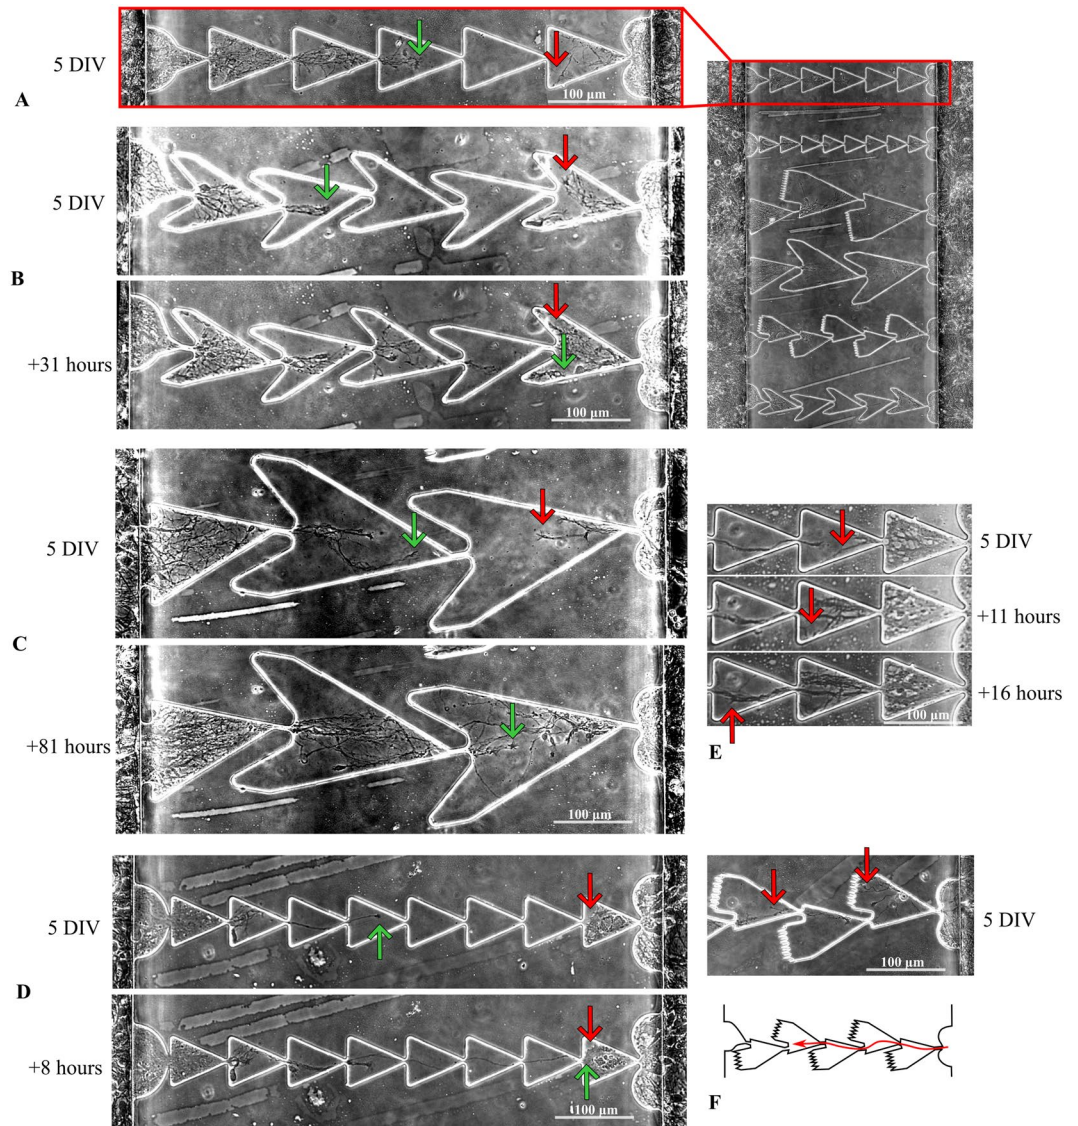 5 DIV
A
100 µm
5 DIV
B
+31 hours
100 µm
5 DIV
C
+81 hours
100 µm
5 DIV
+11 hours
+16 hours
100 µm
E
5 DIV
D
+8 hours
100 µm
5 DIV
100 µm
F